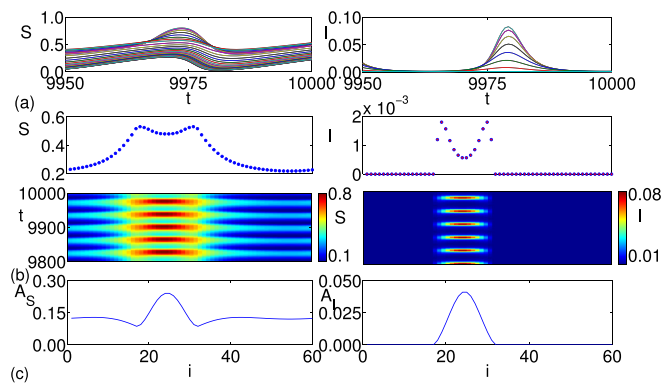 S 1.0 0.5 0.0 9950 9975 10000 t
I 0.10 0.05 0.00 9950 9975 10000 t
(a)
S 0.6 0.4 0.2
I 2 1 0 x 10⁻³
t 10000 9900 9800 0.8 S 0.1
0.08 I 0.01
(b)
A_S 0.30 0.15 0.00 0 20 40 60 i
A_I 0.050 0.025 0.000 0 20 40 60 i
(c)